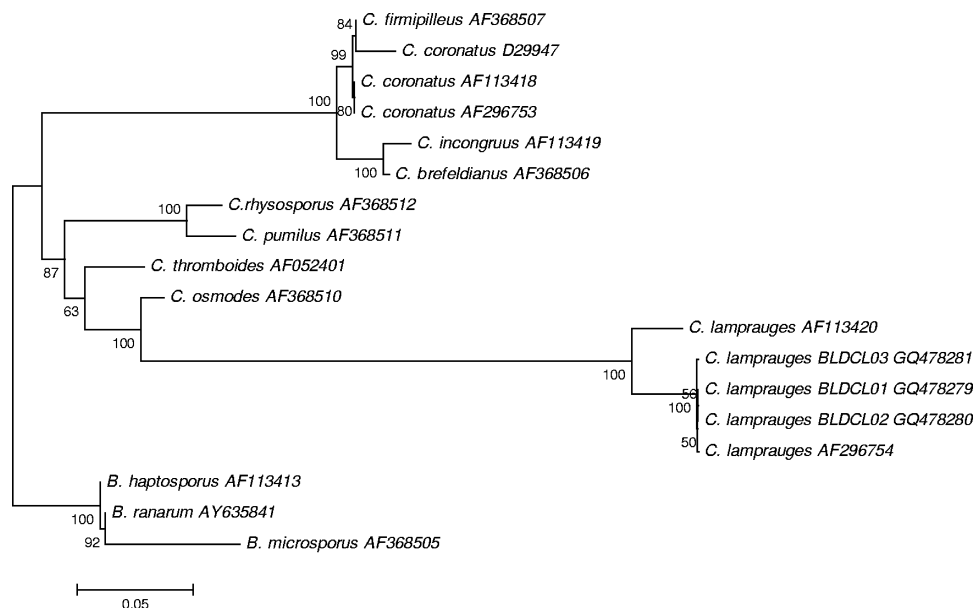 84 C. firmipilleus AF368507
C. coronatus D29947
99
C. coronatus AF113418
100
80 C. coronatus AF296753
C. incongruus AF113419
100 C. brefeldianus AF368506
100 C.rhysosporus AF368512
C. pumilus AF368511
C. thromboides AF052401
87
C. osmodes AF368510
63
C. lamprauges AF113420
100
C. lamprauges BLDCL03 GQ478281
100
C. lamprauges BLDCL01 GQ478279
100
C. lamprauges BLDCL02 GQ478280
50 C. lamprauges AF296754
B. haptosporus AF113413
B. ranarum AY635841
100
92 B. microsporus AF368505
0.05